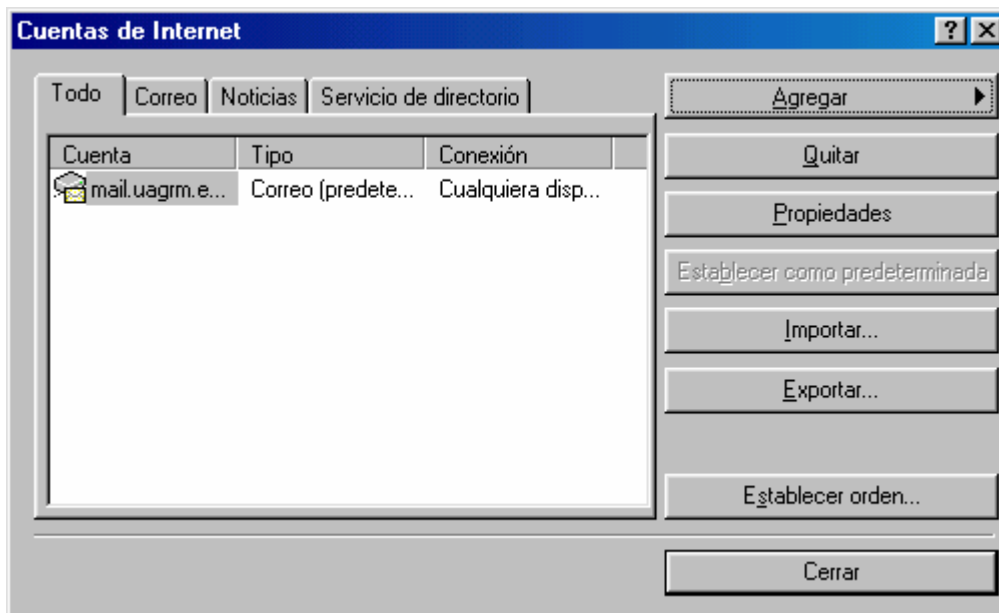 Cuentas de Internet
Todo Correo Noticias Servicio de directorio
Cuenta Tipo Conexión
mail.uagrm.e... Correo (predete... Cualquiera disp...
Agregar
Quitar
Propiedades
Establecer como predeterminada
Importar...
Exportar...
Establecer orden...
Cerrar